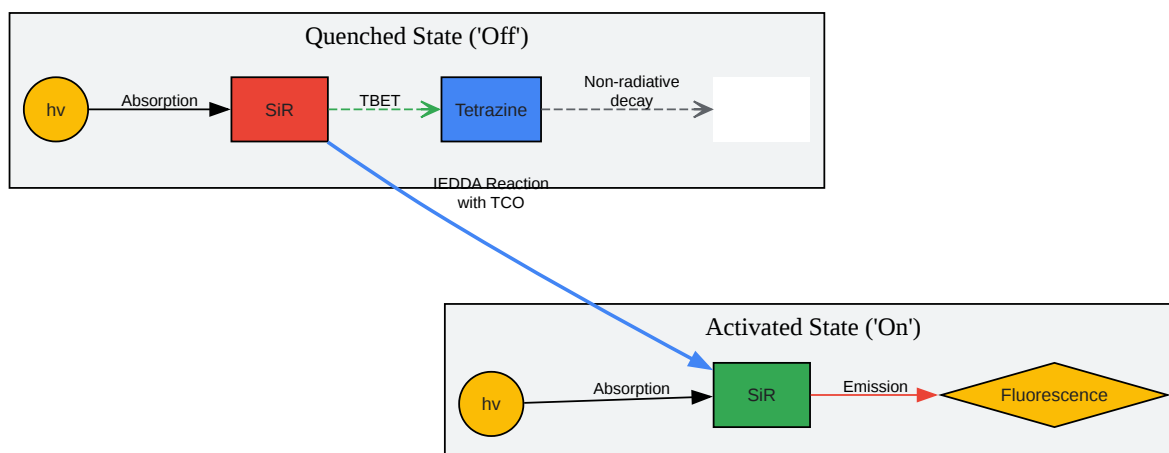 Quenched State ('Off')
hv
Absorption
SiR
TBET
Tetrazine
Non-radiative
decay
IEDDA Reaction
with TCO
Activated State ('On')
hv
Absorption
SiR
Emission
Fluorescence